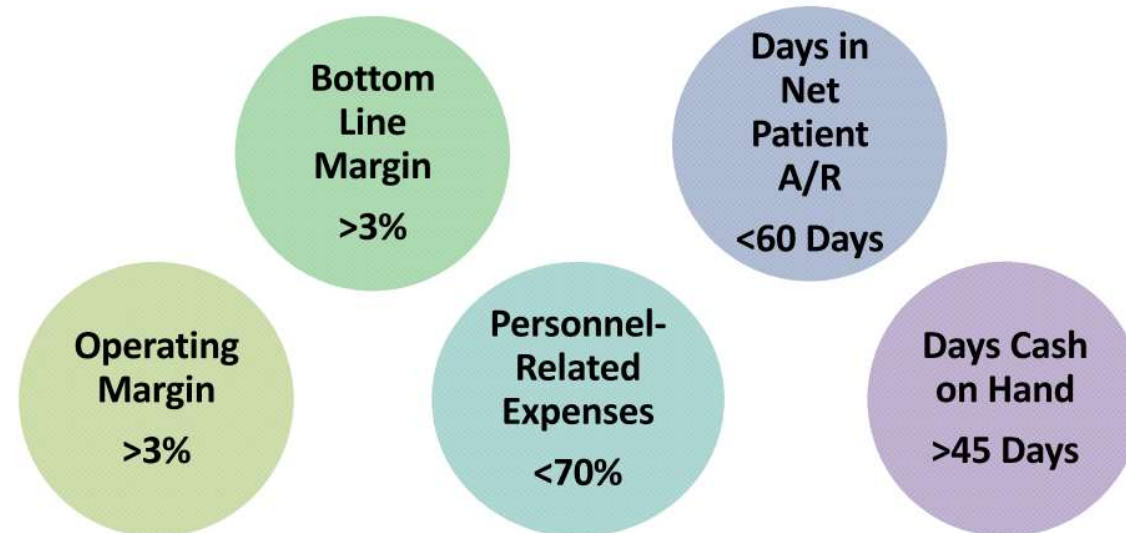 Bottom
Line
Margin
>3%
Days in
Net
Patient
A/R
<60 Days
Operating
Margin
>3%
Personnel-
Related
Expenses
<70%
Days Cash
on Hand
>45 Days